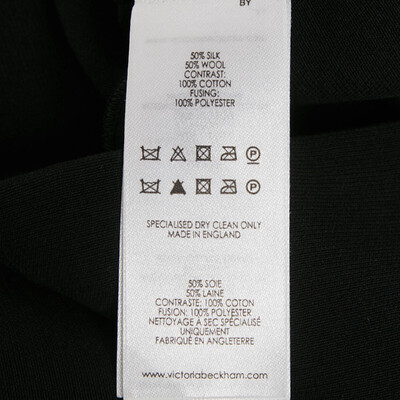 BY
50% SILK
50% WOOL
CONTRAST:
100% COTTON
FUSING:
100% POLYESTER
P
P
SPECIALISED DRY CLEAN ONLY
MADE IN ENGLAND
50% SOIE
50% LAINE
CONTRASTE: 100% COTON
FUSION: 100% POLYESTER
NETTOYAGE À SEC SPÉCIALISÉ
UNIQUEMENT
FABRIQUÉ EN ANGLETERRE
www.victoriabeckham.com